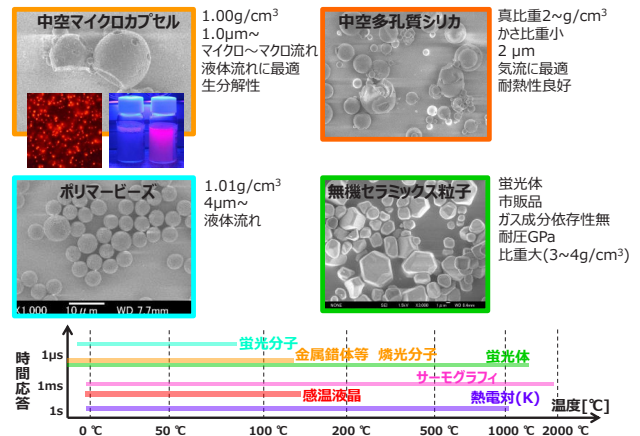 中空マイクロカプセル
1.00g/cm3
1.0μm~
マイクロ～マクロ流れ
液体流れに最適
生分解性
中空多孔質シリカ
真比重2~g/cm3
かさ比重小
2 μm
気流に最適
耐熱性良好
ポリマービーズ
X1,000 10μm WD 7.7mm
1.01g/cm3
4μm~
液体流れ
無機セラミックス粒子
蛍光体
市販品
ガス成分依存性無
耐圧GPa
比重大(3~4g/cm3)
時間応答
1μs
1ms
1s
蛍光分子
金属錯体等 燐光分子
蛍光体
サーモグラフィ
感温液晶
熱電対(K)
温度[℃]
0 ℃ 50 ℃ 100 ℃ 200 ℃ 500 ℃ 1000 ℃ 2000 ℃